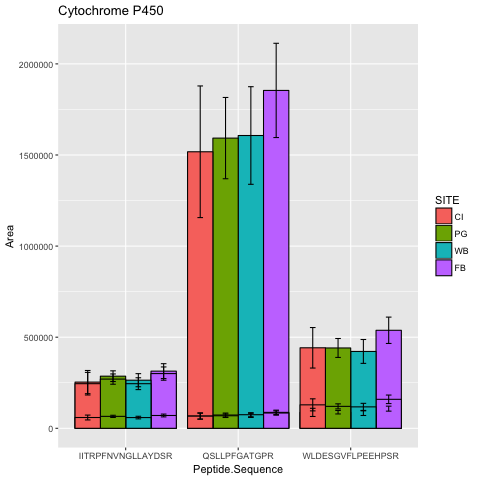 Cytochrome P450
2000000
1500000
1000000
500000
0
Area
IITRPFNVNGLLAYDSR QSLLPFGATGPR WLDESGVFLPEEHPSR
Peptide.Sequence
SITE
CI
PG
WB
FB